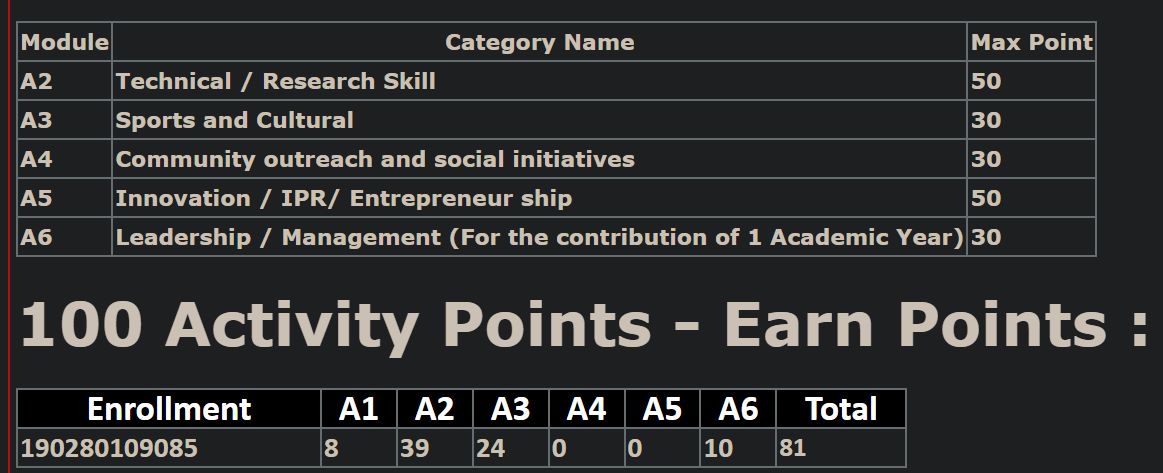 Module Category Name Max Point
A2 Technical / Research Skill 50
A3 Sports and Cultural 30
A4 Community outreach and social initiatives 30
A5 Innovation / IPR/ Entrepreneur ship 50
A6 Leadership / Management (For the contribution of 1 Academic Year) 30
100 Activity Points - Earn Points :
Enrollment A1 A2 A3 A4 A5 A6 Total
190280109085 8 39 24 0 0 10 81